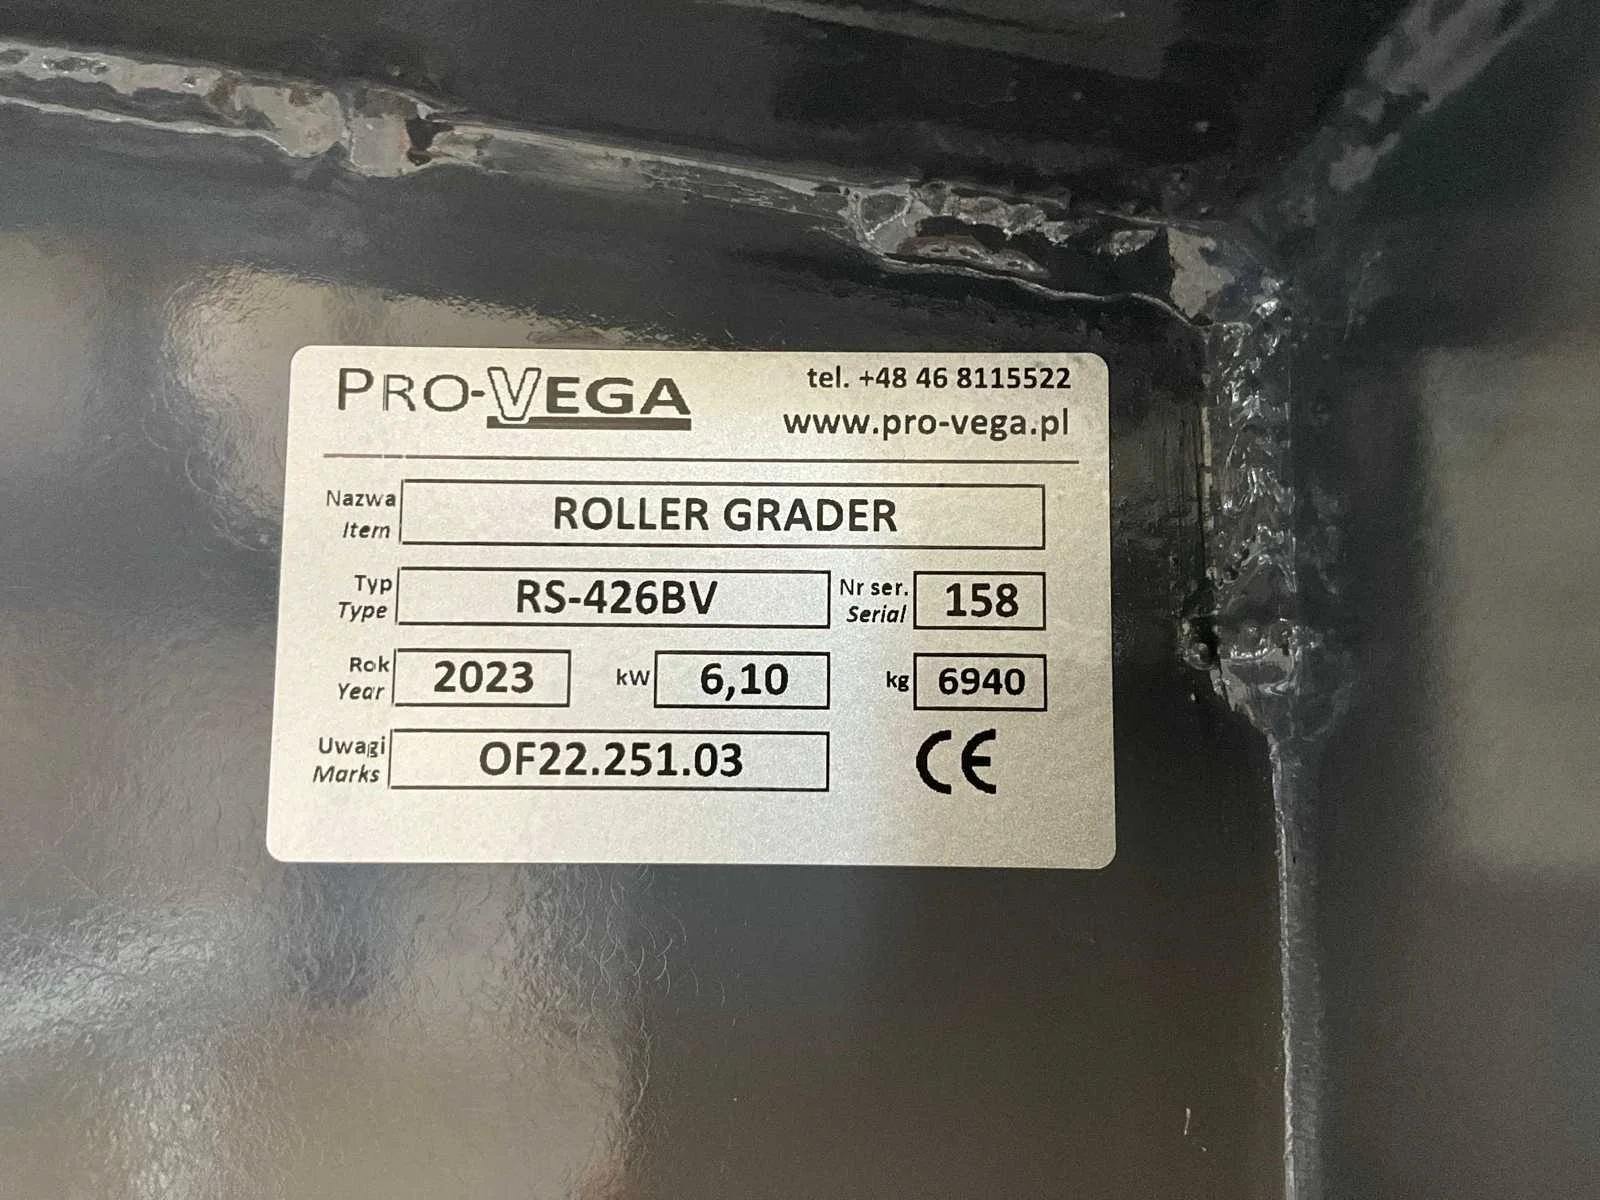 PRO-VEGA
tel. +48 46 8115522
www.pro-vega.pl
Nazwa
Item
ROLLER GRADER
Typ
Type
RS-426BV
Nr ser.
Serial
158
Rok
Year
2023
kW
6,10
kg
6940
Uwagi
Marks
OF22.251.03
CE